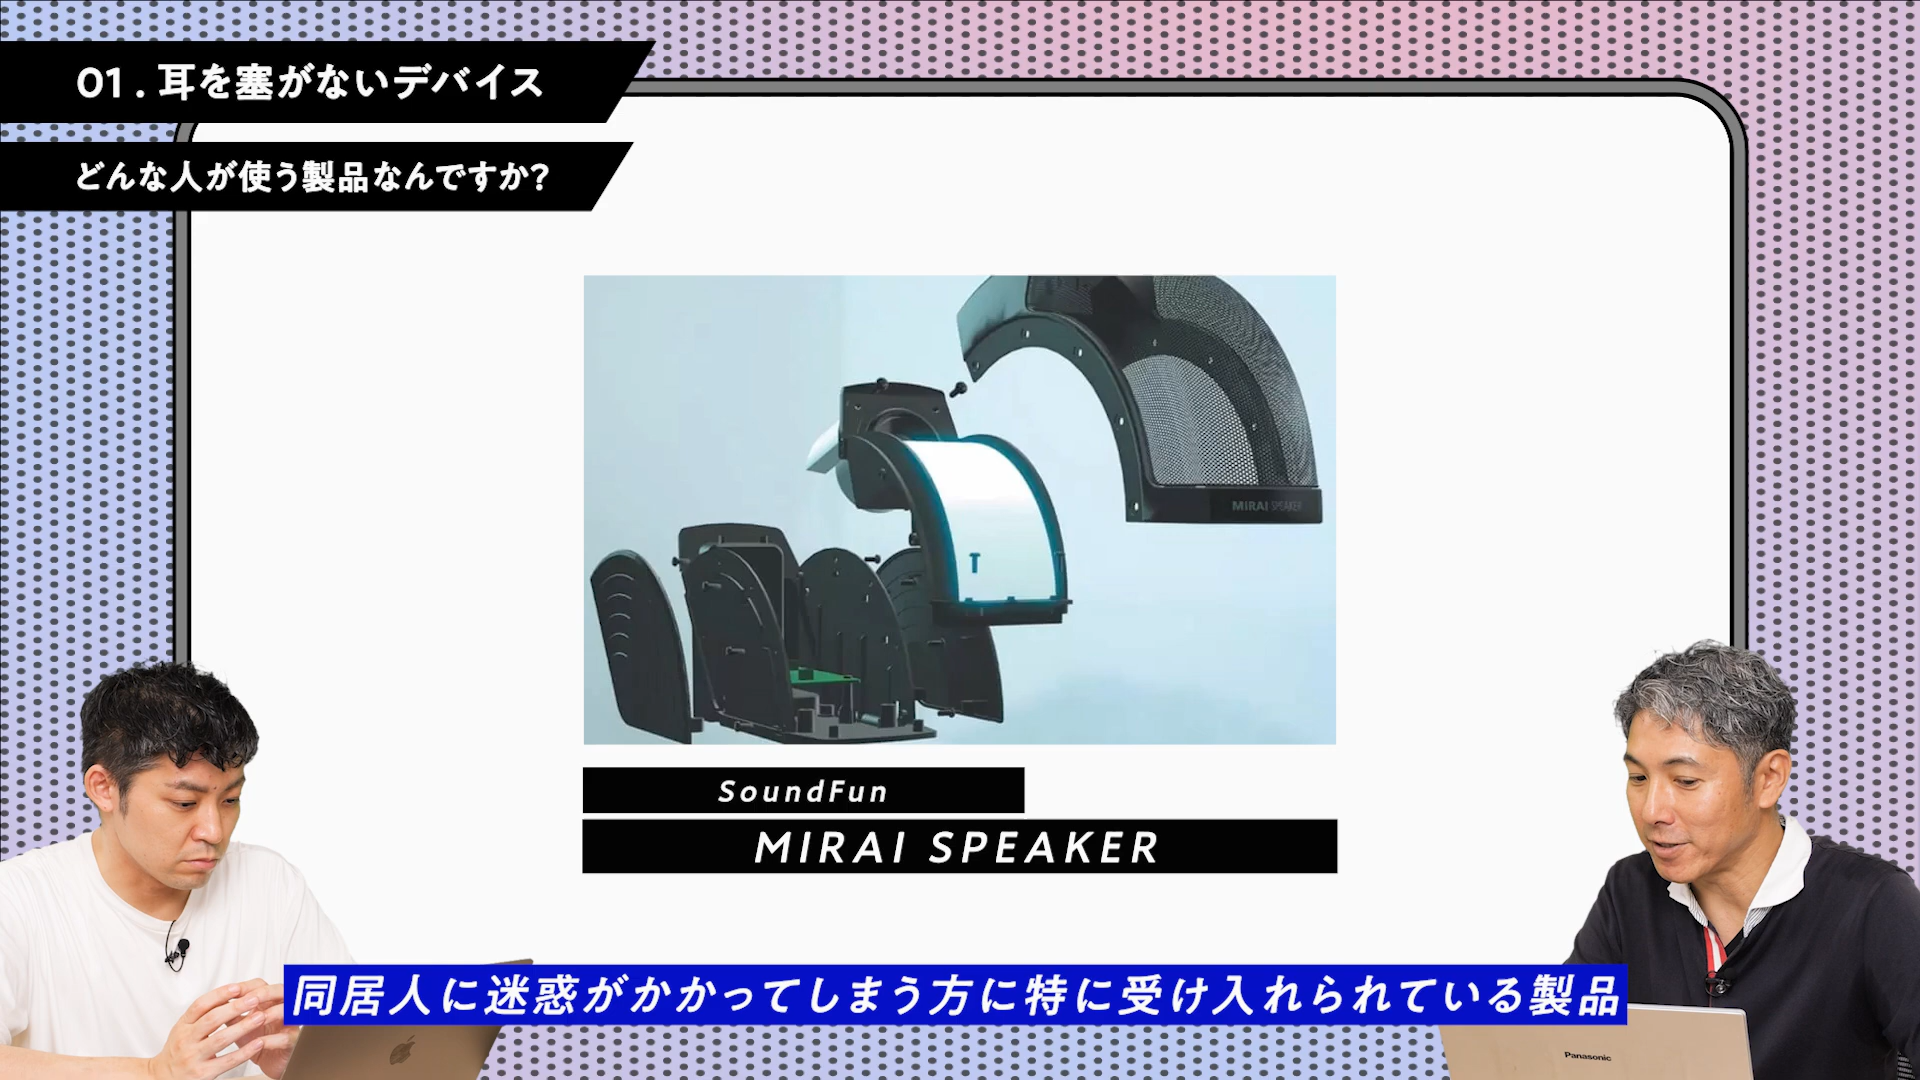 01. 耳を塞がないデバイス
どんな人が使う製品なんですか？
MIRAI SPEAKER
SoundFun
MIRAI SPEAKER
同居人に迷惑がかかってしまう方に特に受け入れられている製品
Panasonic